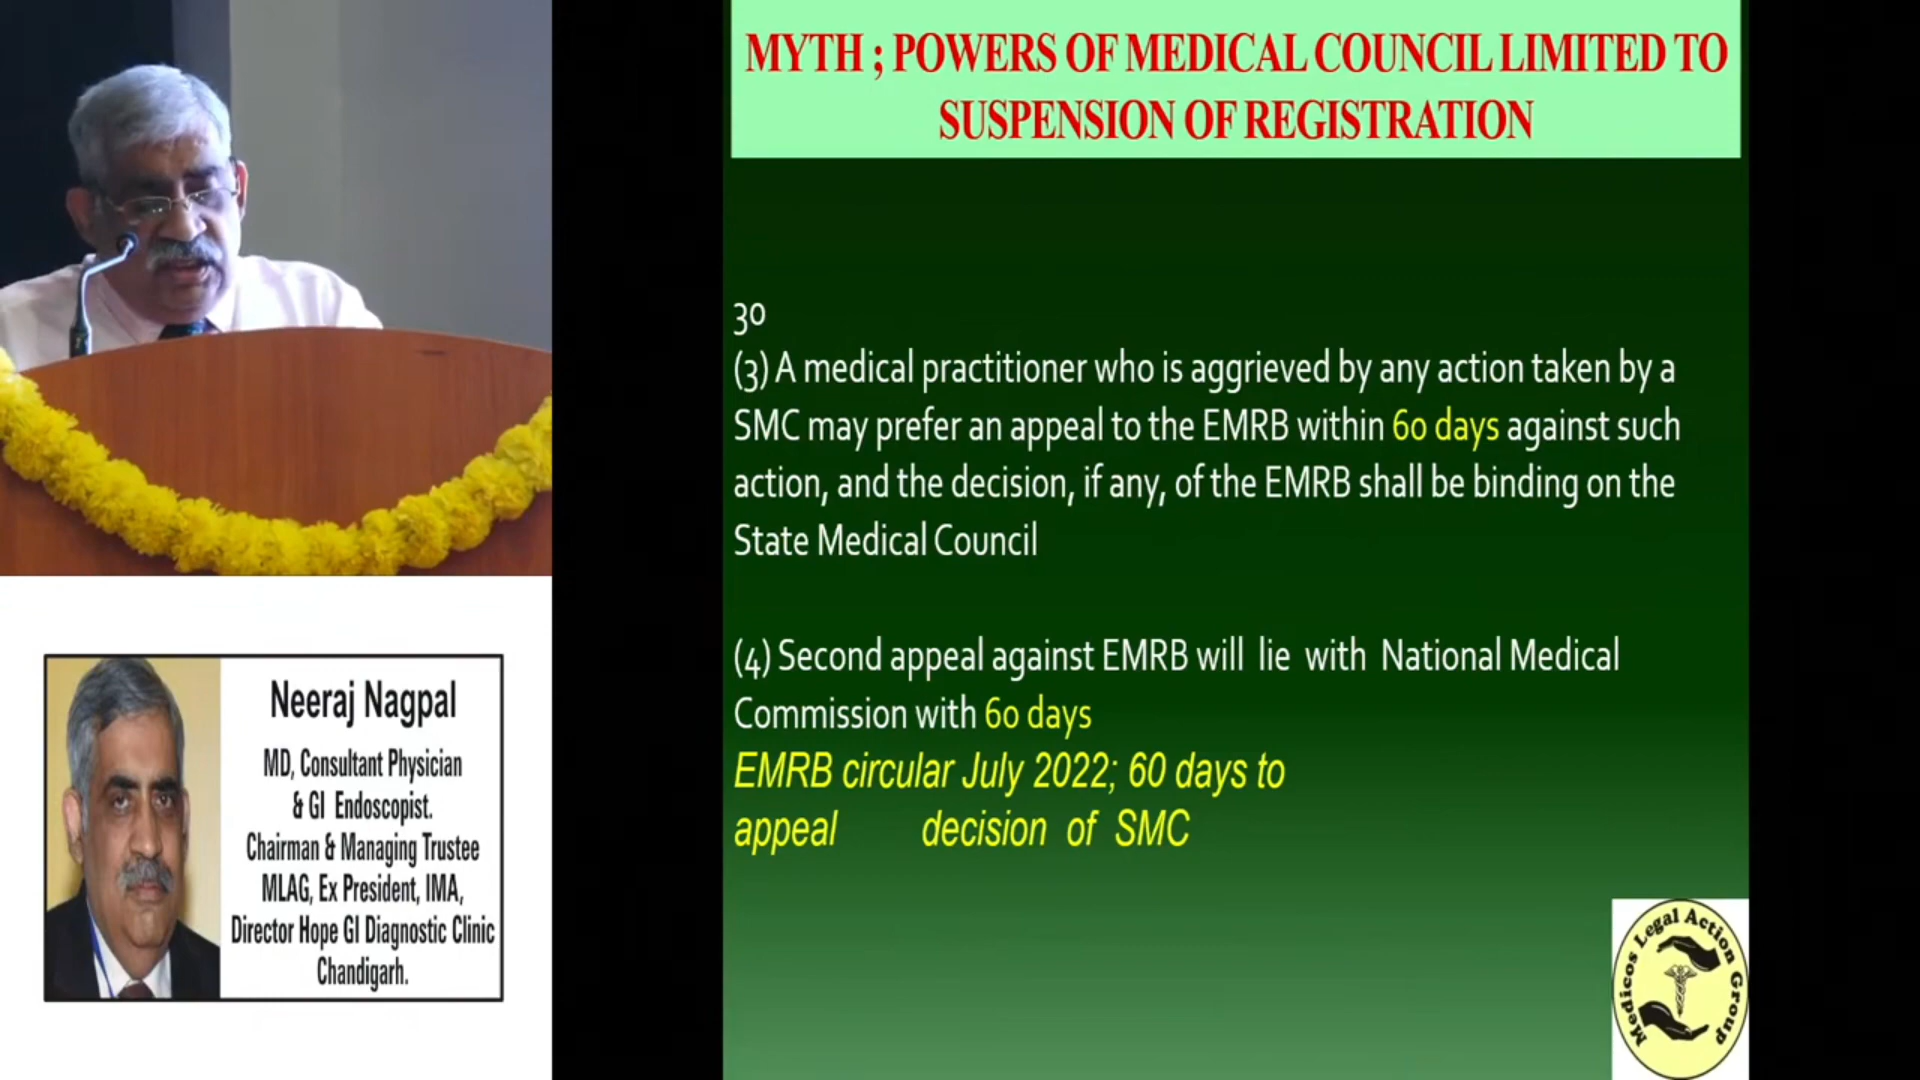 MYTH ; POWERS OF MEDICAL COUNCIL LIMITED TO
SUSPENSION OF REGISTRATION
30
(3) A medical practitioner who is aggrieved by any action taken by a
SMC may prefer an appeal to the EMRB within 60 days against such
action, and the decision, if any, of the EMRB shall be binding on the
State Medical Council
(4) Second appeal against EMRB will lie with National Medical
Commission with 60 days
EMRB circular July 2022; 60 days to
appeal decision of SMC
Neeraj Nagpal
MD, Consultant Physician
& GI Endoscopist.
Chairman & Managing Trustee
MLAG, Ex President, IMA,
Director Hope GI Diagnostic Clinic
Chandigarh.
Medicos Legal Action Group